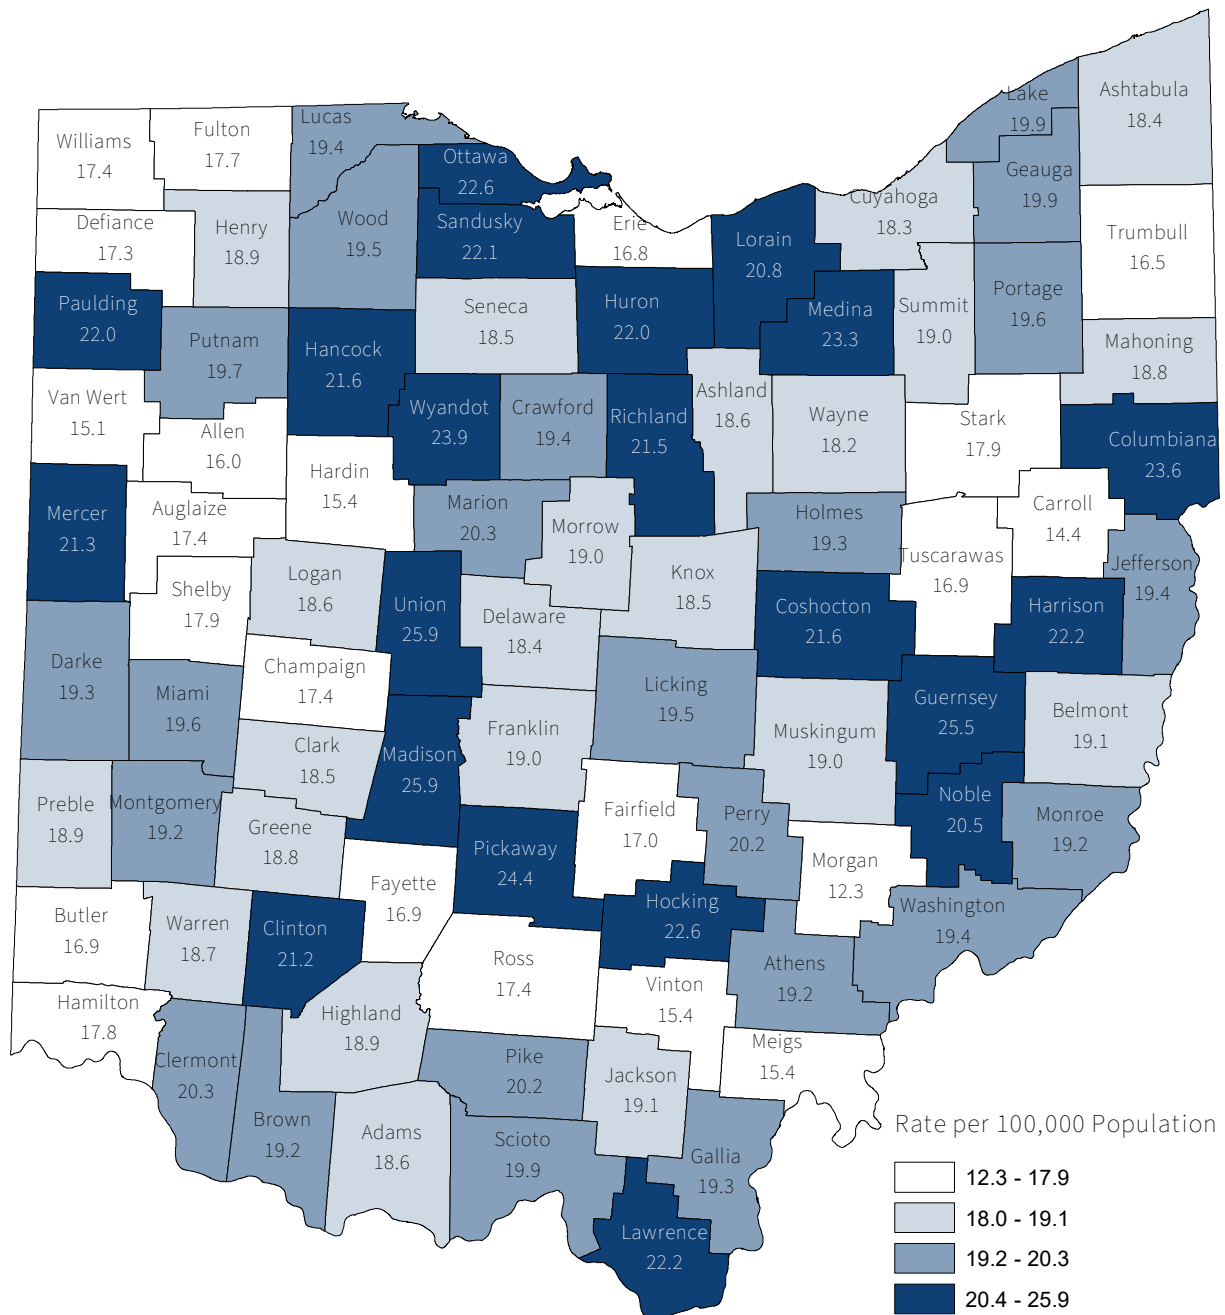 Williams
17.4
Fulton
17.7
Lucas
19.4
Ottawa
22.6
Lake
19.9
Ashtabula
18.4
Geauga
19.9
Cuyahoga
18.3
Defiance
17.3
Henry
18.9
Wood
19.5
Sandusky
22.1
Erie
16.8
Lorain
20.8
Trumbull
16.5
Paulding
22.0
Putnam
19.7
Hancock
21.6
Seneca
18.5
Huron
22.0
Medina
23.3
Summit
19.0
Portage
19.6
Mahoning
18.8
Van Wert
15.1
Allen
16.0
Wyandot
23.9
Crawford
19.4
Richland
21.5
Ashland
18.6
Wayne
18.2
Stark
17.9
Columbiana
23.6
Hardin
15.4
Mercer
21.3
Auglaize
17.4
Marion
20.3
Morrow
19.0
Holmes
19.3
Tuscarawas
16.9
Carroll
14.4
Jefferson
19.4
Shelby
17.9
Logan
18.6
Union
25.9
Delaware
18.4
Knox
18.5
Coshocton
21.6
Harrison
22.2
Darke
19.3
Miami
19.6
Champaign
17.4
Licking
19.5
Guernsey
25.5
Belmont
19.1
Clark
18.5
Madison
25.9
Franklin
19.0
Muskingum
19.0
Preble
18.9
Montgomery
19.2
Greene
18.8
Pickaway
24.4
Fairfield
17.0
Perry
20.2
Noble
20.5
Monroe
19.2
Fayette
16.9
Morgan
12.3
Butler
16.9
Warren
18.7
Clinton
21.2
Hocking
22.6
Washington
19.4
Ross
17.4
Athens
19.2
Hamilton
17.8
Highland
18.9
Vinton
15.4
Meigs
15.4
Clermont
20.3
Pike
20.2
Jackson
19.1
Brown
19.2
Adams
18.6
Scioto
19.9
Gallia
19.3
Lawrence
22.2
Rate per 100,000 Population
12.3 - 17.9
18.0 - 19.1
19.2 - 20.3
20.4 - 25.9